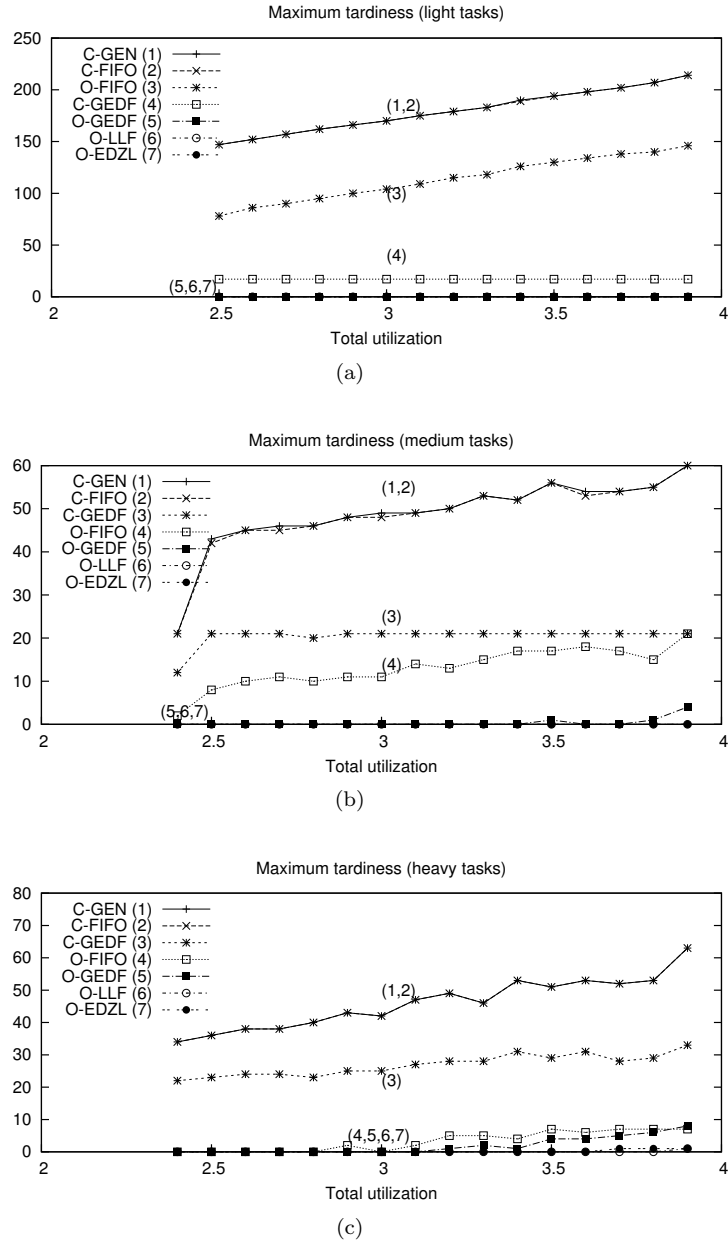 Maximum tardiness (light tasks)
250
200
150
100
50
0
C-GEN (1)
C-FIFO (2)
O-FIFO (3)
C-GEDF (4)
O-GEDF (5)
O-LLF (6)
O-EDZL (7)
(1,2)
(3)
(4)
(5,6,7)
2 2.5 3 3.5 4
Total utilization
(a)
Maximum tardiness (medium tasks)
60
50
40
30
20
10
0
C-GEN (1)
C-FIFO (2)
C-GEDF (3)
O-FIFO (4)
O-GEDF (5)
O-LLF (6)
O-EDZL (7)
(1,2)
(3)
(4)
(5,6,7)
2 2.5 3 3.5 4
Total utilization
(b)
Maximum tardiness (heavy tasks)
80
70
60
50
40
30
20
10
0
C-GEN (1)
C-FIFO (2)
C-GEDF (3)
O-FIFO (4)
O-GEDF (5)
O-LLF (6)
O-EDZL (7)
(1,2)
(3)
(4,5,6,7)
2 2.5 3 3.5 4
Total utilization
(c)